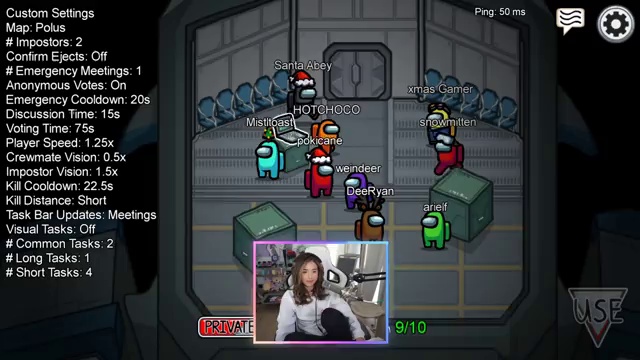 Custom Settings
Map: Polus
# Impostors: 2
Confirm Ejects: Off
# Emergency Meetings: 1
Anonymous Votes: On
Emergency Cooldown: 20s
Discussion Time: 15s
Voting Time: 75s
Player Speed: 1.25x
Crewmate Vision: 0.5x
Impostor Vision: 1.5x
Kill Cooldown: 22.5s
Kill Distance: Short
Task Bar Updates: Meetings
Visual Tasks: Off
# Common Tasks: 2
# Long Tasks: 1
# Short Tasks: 4
Ping: 50 ms
Santa Abey
xmas Gamer
HOTCHOCO
Mistltoast
snowmitten
pokicane
weindeer
DeeRyan
arielf
PRIVATE
9/10
USE